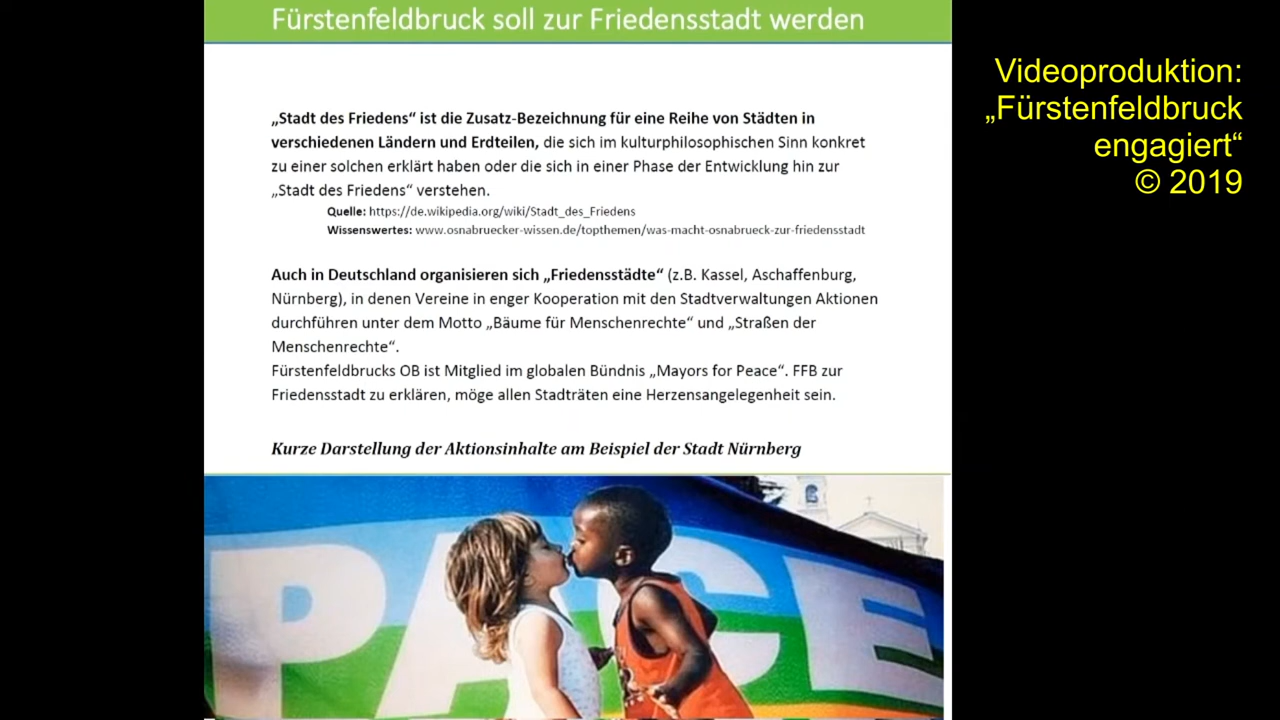 Fürstenfeldbruck soll zur Friedensstadt werden
„Stadt des Friedens“ ist die Zusatz-Bezeichnung für eine Reihe von Städten in
verschiedenen Ländern und Erdteilen, die sich im kulturphilosophischen Sinn konkret
zu einer solchen erklärt haben oder die sich in einer Phase der Entwicklung hin zur
„Stadt des Friedens“ verstehen.
Quelle: https://de.wikipedia.org/wiki/Stadt_des_Friedens
Wissenswertes: www.osnabruecker-wissen.de/topthemen/was-macht-osnabrueck-zur-friedensstadt
Auch in Deutschland organisieren sich „Friedensstädte“ (z.B. Kassel, Aschaffenburg,
Nürnberg), in denen Vereine in enger Kooperation mit den Stadtverwaltungen Aktionen
durchführen unter dem Motto „Bäume für Menschenrechte“ und „Straßen der
Menschenrechte“.
Fürstenfeldbrucks OB ist Mitglied im globalen Bündnis „Mayors for Peace“. FFB zur
Friedensstadt zu erklären, möge allen Stadträten eine Herzensangelegenheit sein.
Kurze Darstellung der Aktionsinhalte am Beispiel der Stadt Nürnberg
PACE
Videoproduktion:
„Fürstenfeldbruck
engagiert“
© 2019